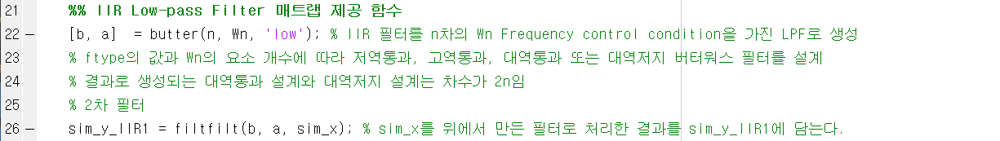 21 %% IIR Low-pass Filter 매트랩 제공 함수
22 – [b, a]  = butter(n, Wn, 'low'); % IIR 필터를 n차의 Wn Frequency control condition을 가진 LPF로 생성
23 % ftype의 값과 Wn의 요소 개수에 따라 저역통과, 고역통과, 대역통과 또는 대역저지 버터워스 필터를 설계
24 % 결과로 생성되는 대역통과 설계와 대역저지 설계는 차수가 2n임
25 % 2차 필터
26 – sim_y_IIR1 = filtfilt(b, a, sim_x); % sim_x를 위에서 만든 필터로 처리한 결과를 sim_y_IIR1에 담는다.